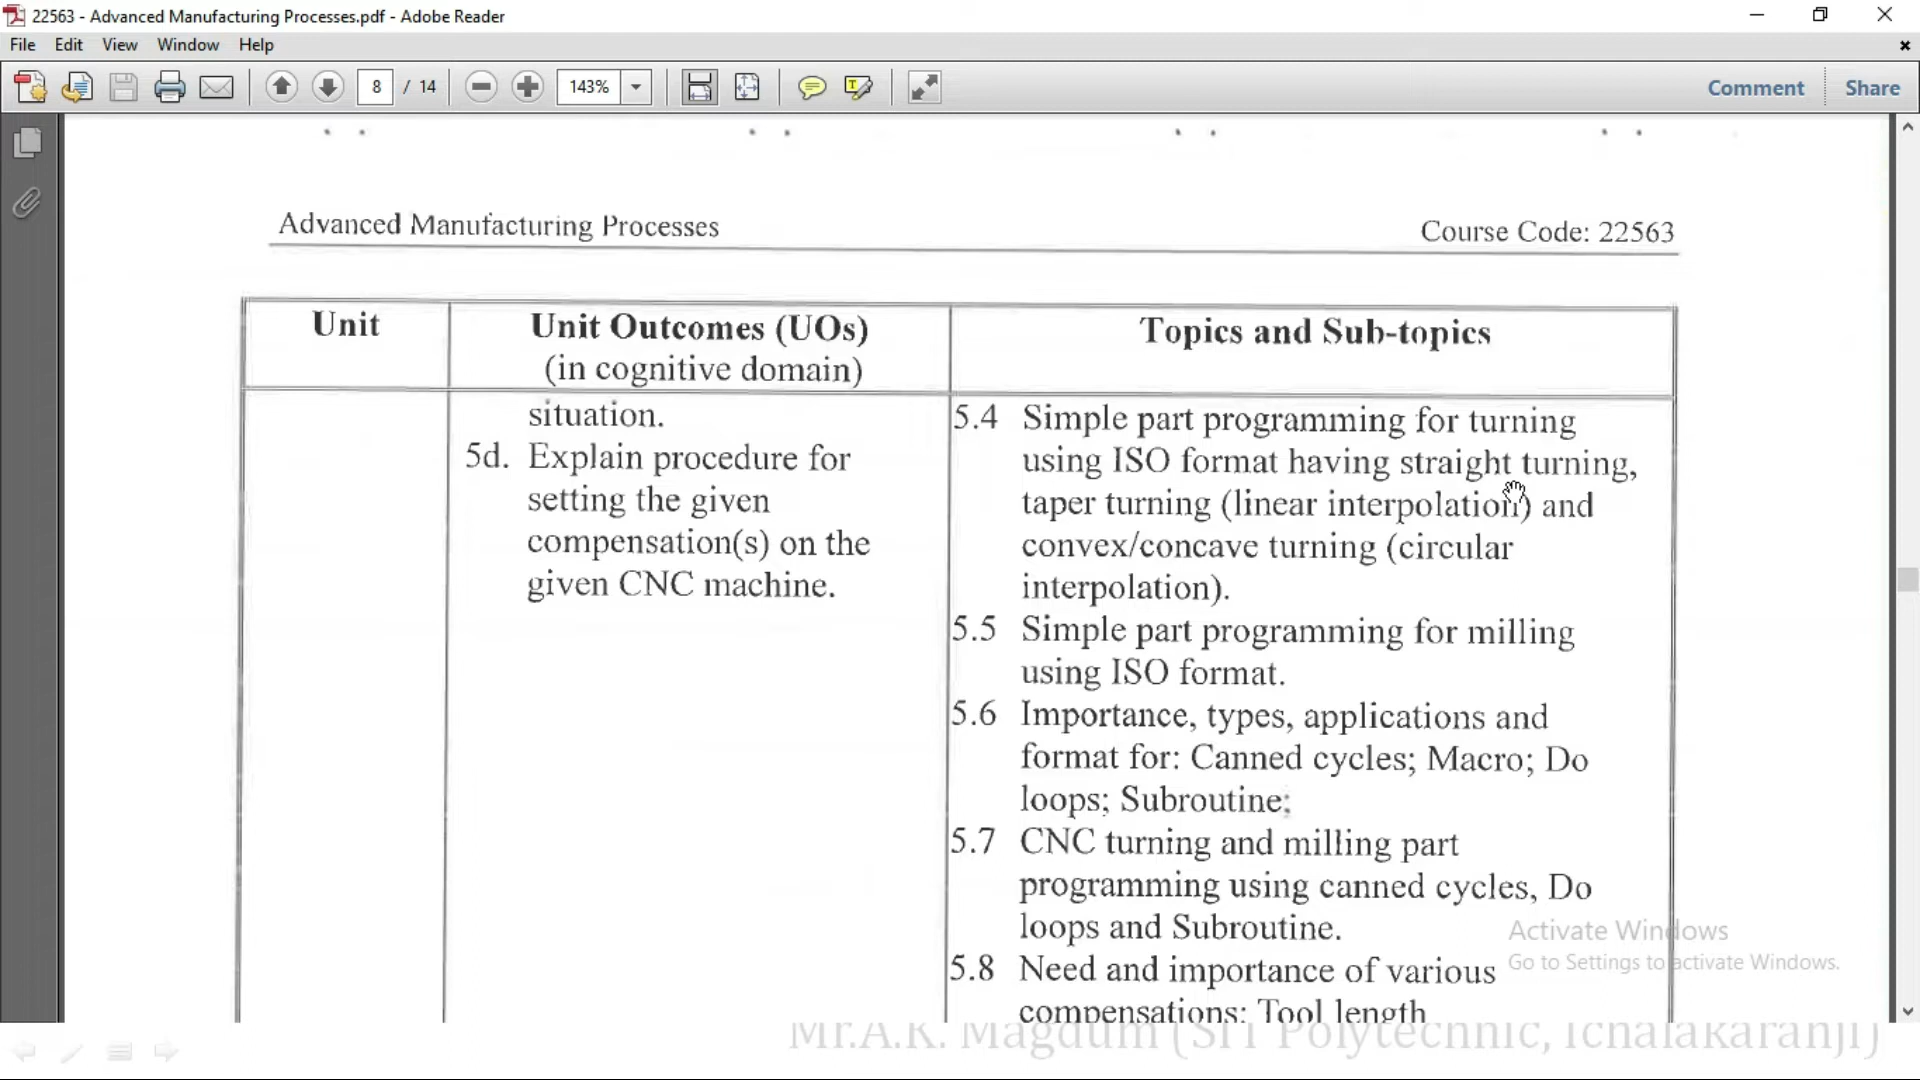 22563 - Advanced Manufacturing Processes.pdf - Adobe Reader
File Edit View Window Help
8 / 14 143% Comment Share
Advanced Manufacturing Processes Course Code: 22563
Unit Unit Outcomes (UOs) Topics and Sub-topics
(in cognitive domain)
situation.
5d. Explain procedure for
setting the given
compensation(s) on the
given CNC machine.
5.4 Simple part programming for turning
using ISO format having straight turning,
taper turning (linear interpolation) and
convex/concave turning (circular
interpolation).
5.5 Simple part programming for milling
using ISO format.
5.6 Importance, types, applications and
format for: Canned cycles; Macro; Do
loops; Subroutine;
5.7 CNC turning and milling part
programming using canned cycles, Do
loops and Subroutine.
5.8 Need and importance of various
compensations: Tool length
Activate Windows
Go to Settings to activate Windows.
Mr.A.K. Magdum (SIT Polytechnic, Ichalakaranji)